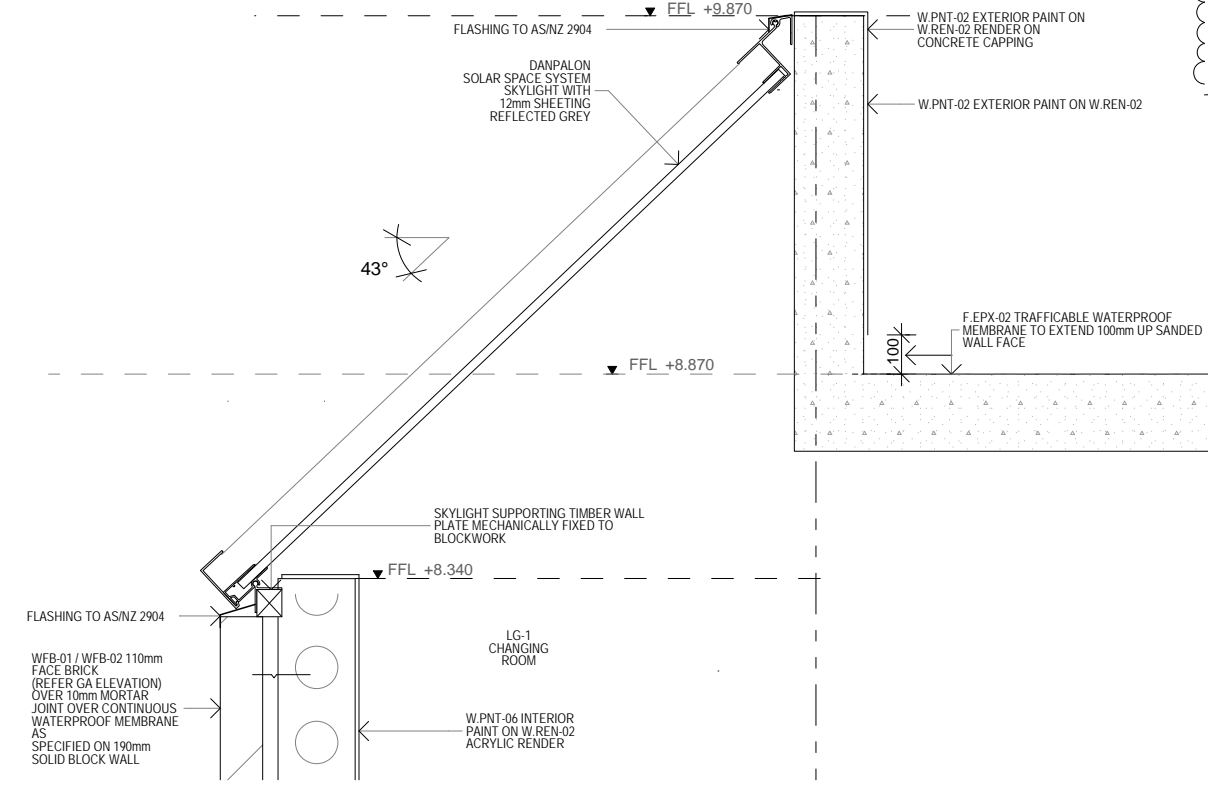 FFL +9.870
FLASHING TO AS/NZ 2904
W.PNT-02 EXTERIOR PAINT ON
W.REN-02 RENDER ON
CONCRETE CAPPING
DANPALON
SOLAR SPACE SYSTEM
SKYLIGHT WITH
12mm SHEETING
REFLECTED GREY
W.PNT-02 EXTERIOR PAINT ON W.REN-02
43°
F.EPX-02 TRAFFICABLE WATERPROOF
MEMBRANE TO EXTEND 100mm UP SANDED
WALL FACE
100
FFL +8.870
SKYLIGHT SUPPORTING TIMBER WALL
PLATE MECHANICALLY FIXED TO
BLOCKWORK
FFL +8.340
FLASHING TO AS/NZ 2904
LG-1
CHANGING
ROOM
WFB-01 / WFB-02 110mm
FACE BRICK
(REFER GA ELEVATION)
OVER 10mm MORTAR
JOINT OVER CONTINUOUS
WATERPROOF MEMBRANE
AS
SPECIFIED ON 190mm
SOLID BLOCK WALL
W.PNT-06 INTERIOR
PAINT ON W.REN-02
ACRYLIC RENDER